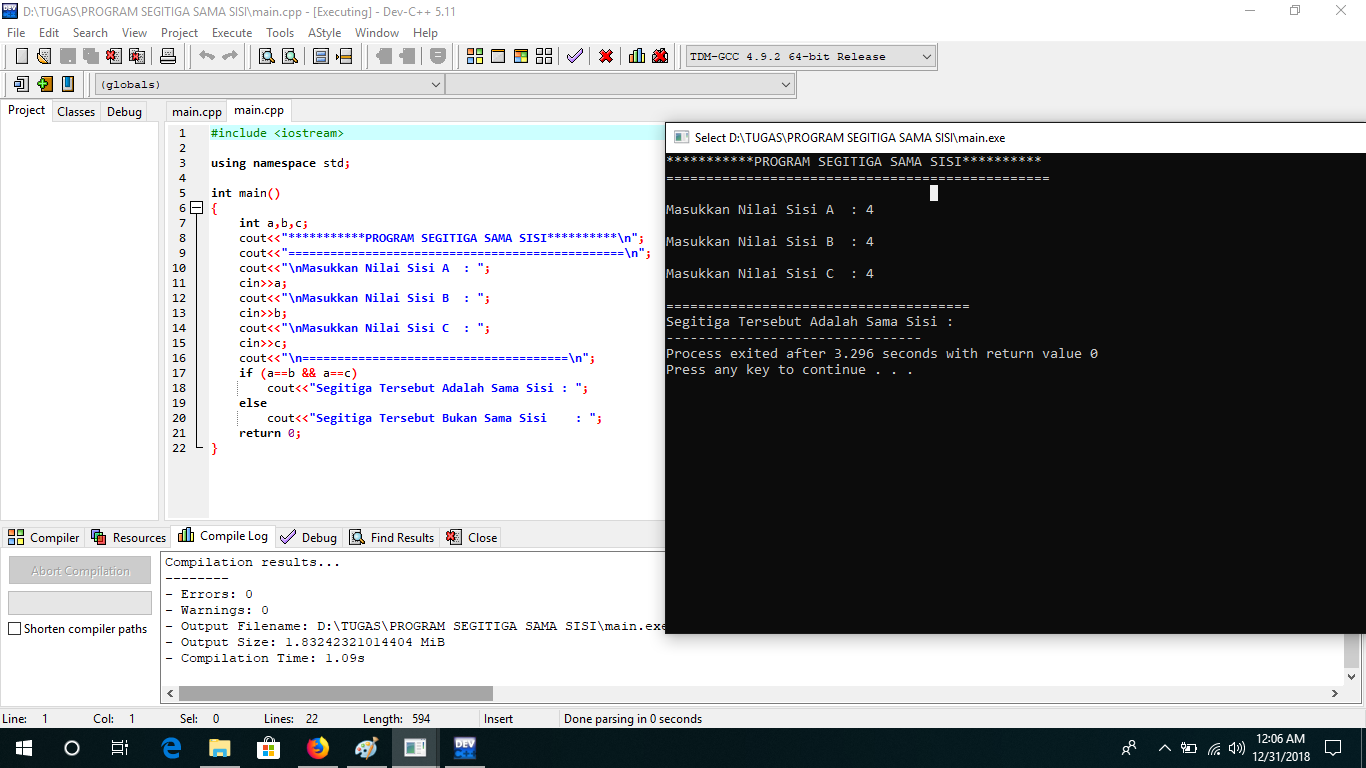 D:\TUGAS\PROGRAM SEGITIGA SAMA SISI\main.cpp - [Executing] - Dev-C++ 5.11
File Edit Search View Project Execute Tools AStyle Window Help
TDM-GCC 4.9.2 64-bit Release
(globals)
Project Classes Debug
main.cpp main.cpp
1 #include <iostream>
2
3 using namespace std;
4
5 int main()
6 {
7 int a,b,c;
8 cout<<"***********PROGRAM SEGITIGA SAMA SISI**********\n";
9 cout<<"================================================\n";
10 cout<<"\nMasukkan Nilai Sisi A  : ";
11 cin>>a;
12 cout<<"\nMasukkan Nilai Sisi B  : ";
13 cin>>b;
14 cout<<"\nMasukkan Nilai Sisi C  : ";
15 cin>>c;
16 cout<<"\n======================================\n";
17 if (a==b && a==c)
18 cout<<"Segitiga Tersebut Adalah Sama Sisi : ";
19 else
20 cout<<"Segitiga Tersebut Bukan Sama Sisi    : ";
21 return 0;
22 }
Select D:\TUGAS\PROGRAM SEGITIGA SAMA SISI\main.exe
***********PROGRAM SEGITIGA SAMA SISI**********
================================================
Masukkan Nilai Sisi A  : 4
Masukkan Nilai Sisi B  : 4
Masukkan Nilai Sisi C  : 4
======================================
Segitiga Tersebut Adalah Sama Sisi :
--------------------------------
Process exited after 3.296 seconds with return value 0
Press any key to continue . . .
Compiler Resources Compile Log Debug Find Results Close
Abort Compilation
Shorten compiler paths
Compilation results...
--------
- Errors: 0
- Warnings: 0
- Output Filename: D:\TUGAS\PROGRAM SEGITIGA SAMA SISI\main.exe
- Output Size: 1.83242321014404 MiB
- Compilation Time: 1.09s
Line: 1 Col: 1 Sel: 0 Lines: 22 Length: 594 Insert Done parsing in 0 seconds
DEV
12:06 AM
12/31/2018